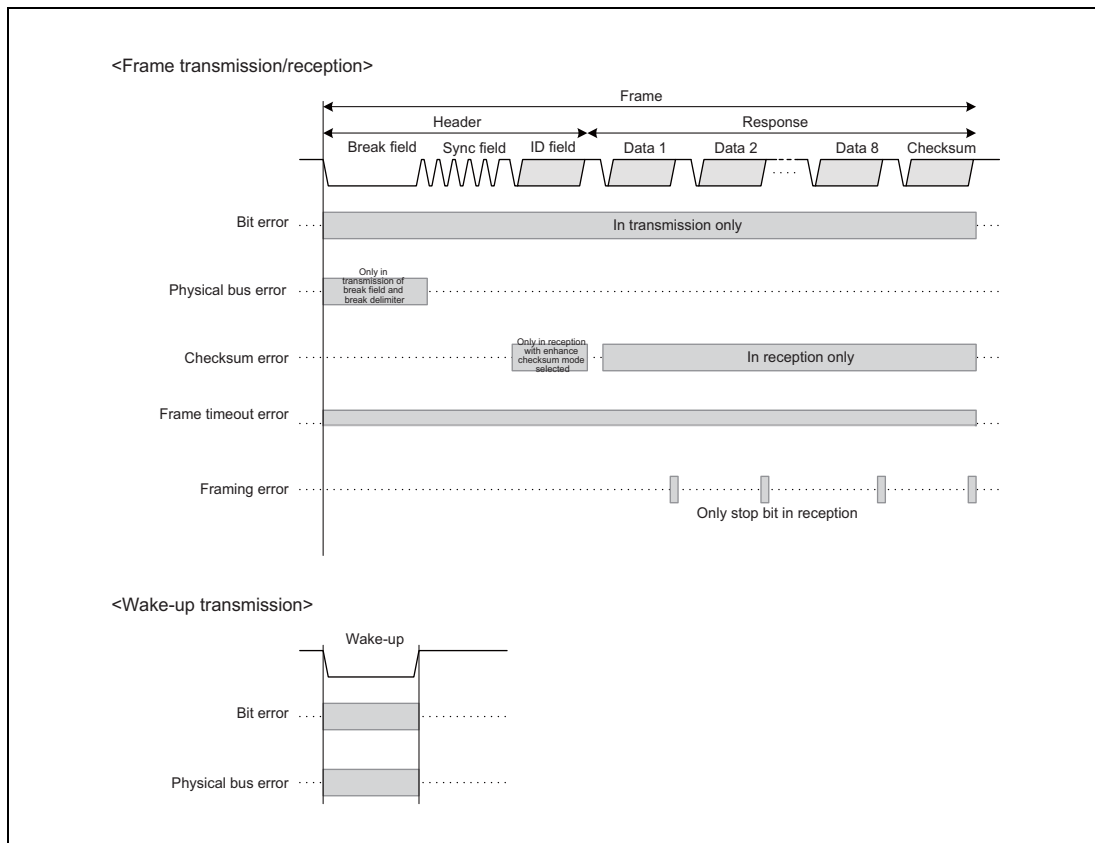 <Frame transmission/reception>
Frame
Header
Response
Break field
Sync field
ID field
Data 1
Data 2
Data 8
Checksum
Bit error
In transmission only
Physical bus error
Only in
transmission of
break field and
break delimiter
Checksum error
Only in reception
with enhance
checksum mode
selected
In reception only
Frame timeout error
Framing error
Only stop bit in reception
<Wake-up transmission>
Wake-up
Bit error
Physical bus error